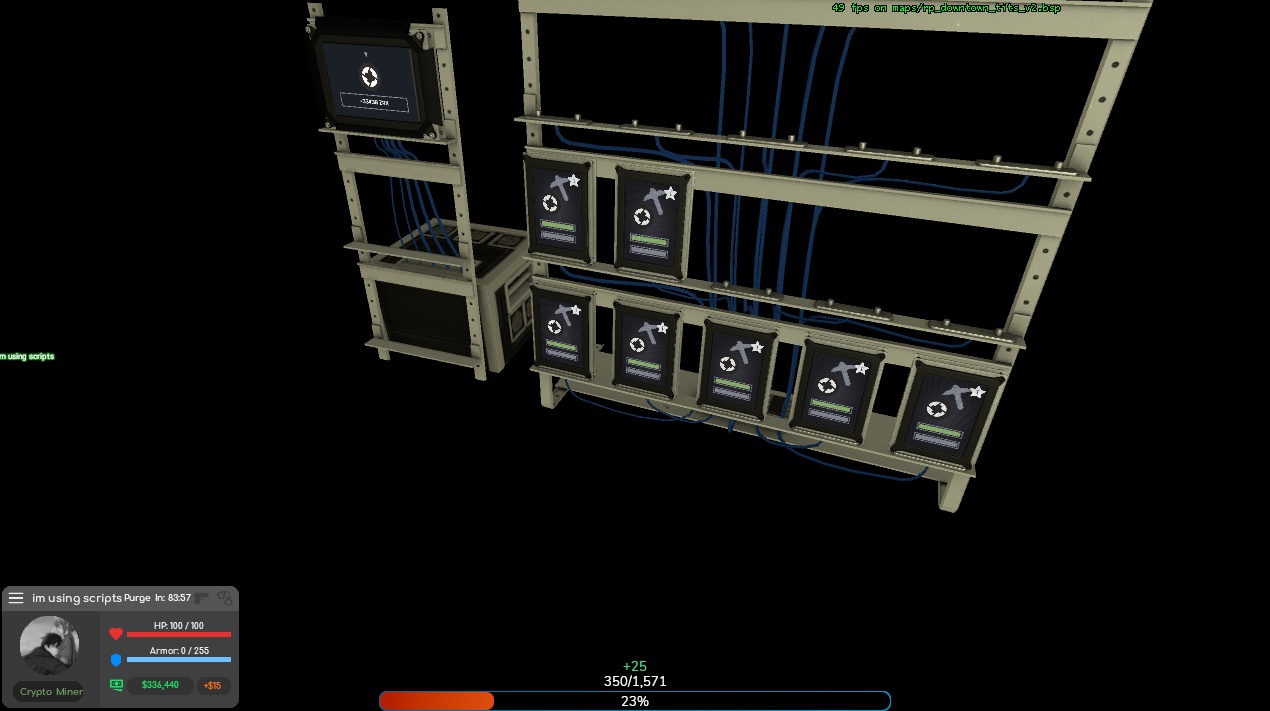 49 fps on maps/rp_downtown_tits_v2.bsp
m using scripts
im using scripts Purge In: 83:57
HP: 100 / 100
Armor: 0 / 255
$336,440 +$15
Crypto Miner
+25
350/1,571
23%